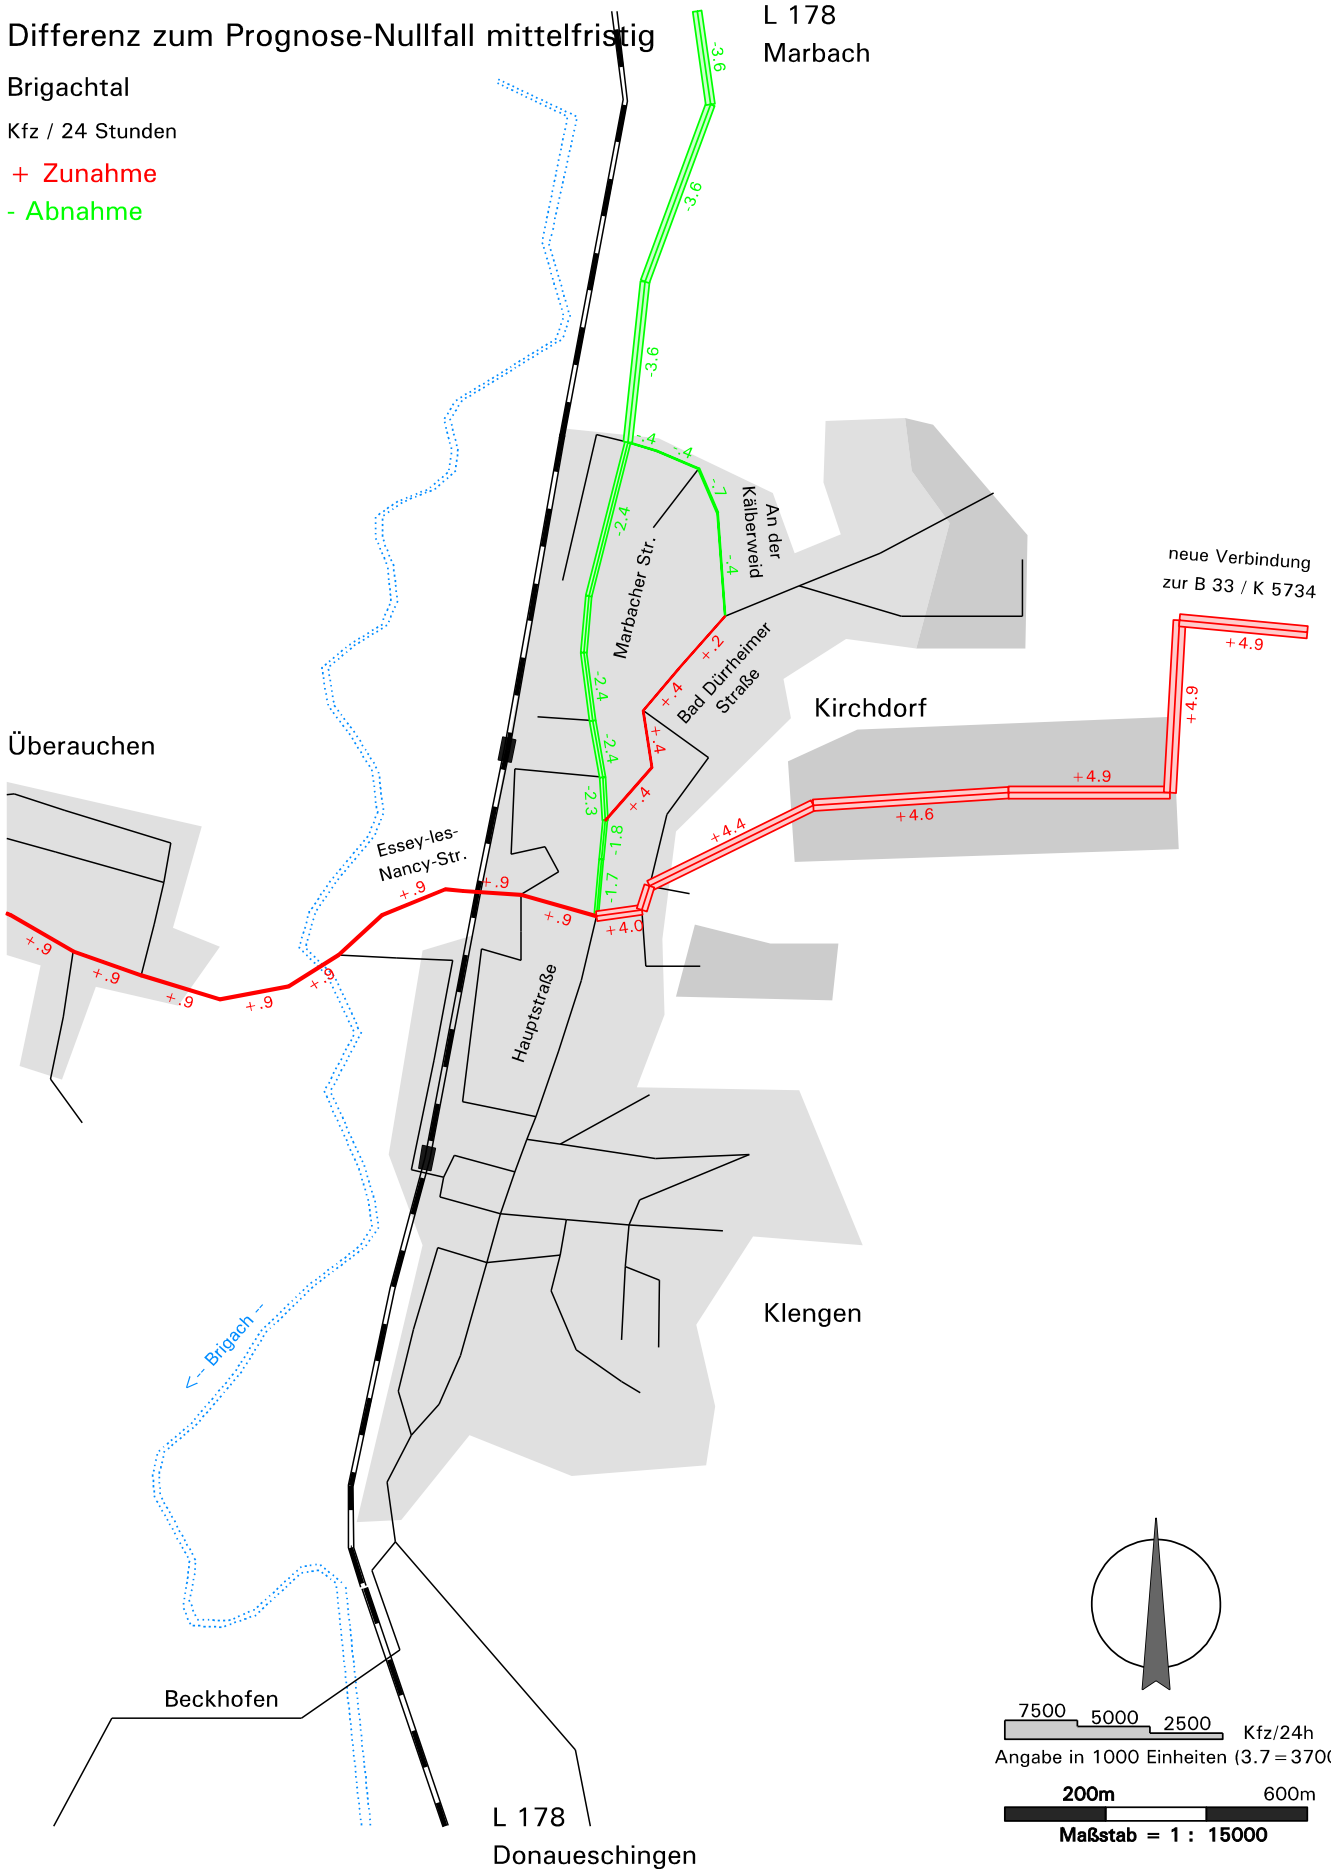 Differenz zum Prognose-Nullfall mittelfristig
L 178
Marbach
Brigachtal
Kfz / 24 Stunden
+ Zunahme
- Abnahme
-3.6
-3.6
-3.6
-.4
-.4
-.7
-.4
-2.4
An der
Kälberweid
Marbacher Str.
neue Verbindung
zur B 33 / K 5734
+4.9
+4.9
+.2
+.4
Bad Dürrheimer
Straße
-2.4
-2.4
+.4
+.4
-2.3
-1.8
-1.7
Kirchdorf
+4.9
+4.6
+4.4
+4.0
Überauchen
Essey-les-
Nancy-Str.
+.9
+.9
+.9
+.9
+.9
+.9
+.9
+.9
Hauptstraße
Klengen
<-- Brigach --
Beckhofen
7500
5000
2500
Kfz/24h
Angabe in 1000 Einheiten (3.7=3700
200m
600m
Maßstab = 1 : 15000
L 178
Donaueschingen